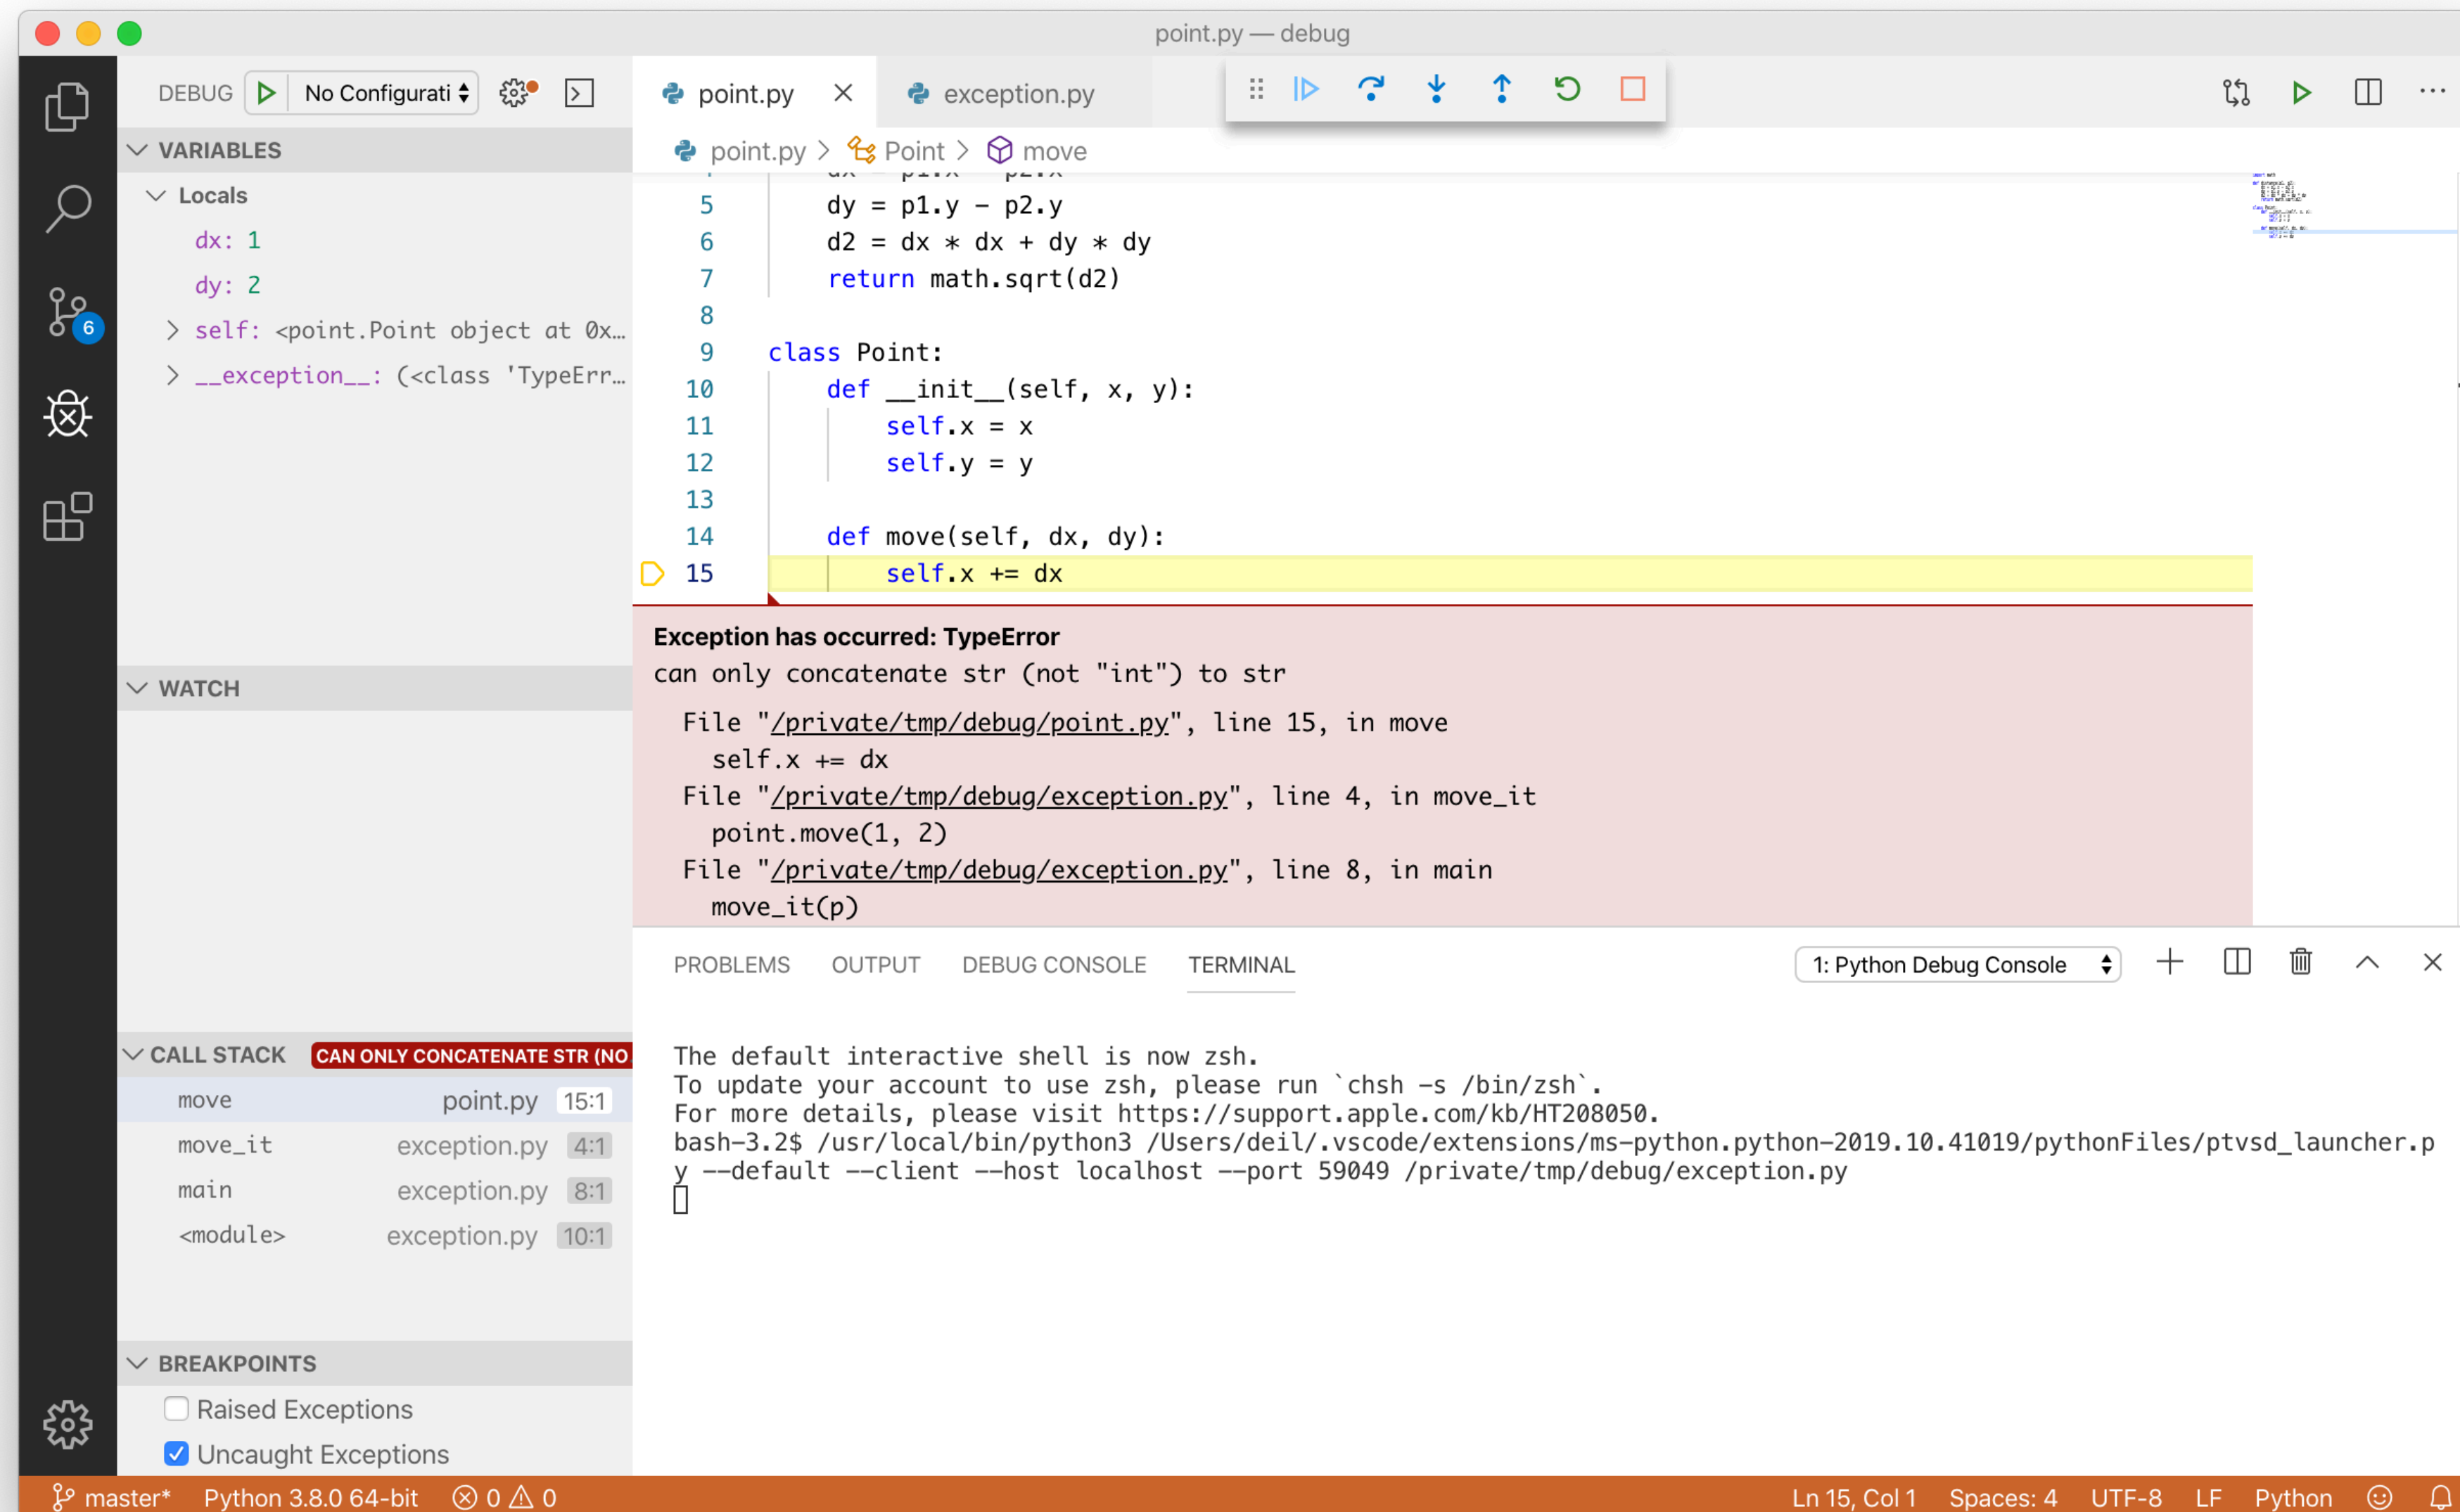 point.py — debug
DEBUG
No Configurati
VARIABLES
Locals
dx: 1
dy: 2
self: <point.Point object at 0x…
__exception__: (<class 'TypeErr…
WATCH
CALL STACK
CAN ONLY CONCATENATE STR (NO
move point.py 15:1
move_it exception.py 4:1
main exception.py 8:1
<module> exception.py 10:1
BREAKPOINTS
Raised Exceptions
Uncaught Exceptions
6
point.py
exception.py
point.py > Point > move
5 dy = p1.y - p2.y
6 d2 = dx * dx + dy * dy
7 return math.sqrt(d2)
8
9 class Point:
10 def __init__(self, x, y):
11 self.x = x
12 self.y = y
13
14 def move(self, dx, dy):
15 self.x += dx
Exception has occurred: TypeError
can only concatenate str (not "int") to str
File "/private/tmp/debug/point.py", line 15, in move
self.x += dx
File "/private/tmp/debug/exception.py", line 4, in move_it
point.move(1, 2)
File "/private/tmp/debug/exception.py", line 8, in main
move_it(p)
PROBLEMS OUTPUT DEBUG CONSOLE TERMINAL
1: Python Debug Console
The default interactive shell is now zsh.
To update your account to use zsh, please run `chsh -s /bin/zsh`.
For more details, please visit https://support.apple.com/kb/HT208050.
bash-3.2$ /usr/local/bin/python3 /Users/deil/.vscode/extensions/ms-python.python-2019.10.41019/pythonFiles/ptvsd_launcher.p
y --default --client --host localhost --port 59049 /private/tmp/debug/exception.py
master* Python 3.8.0 64-bit 0 0
Ln 15, Col 1 Spaces: 4 UTF-8 LF Python